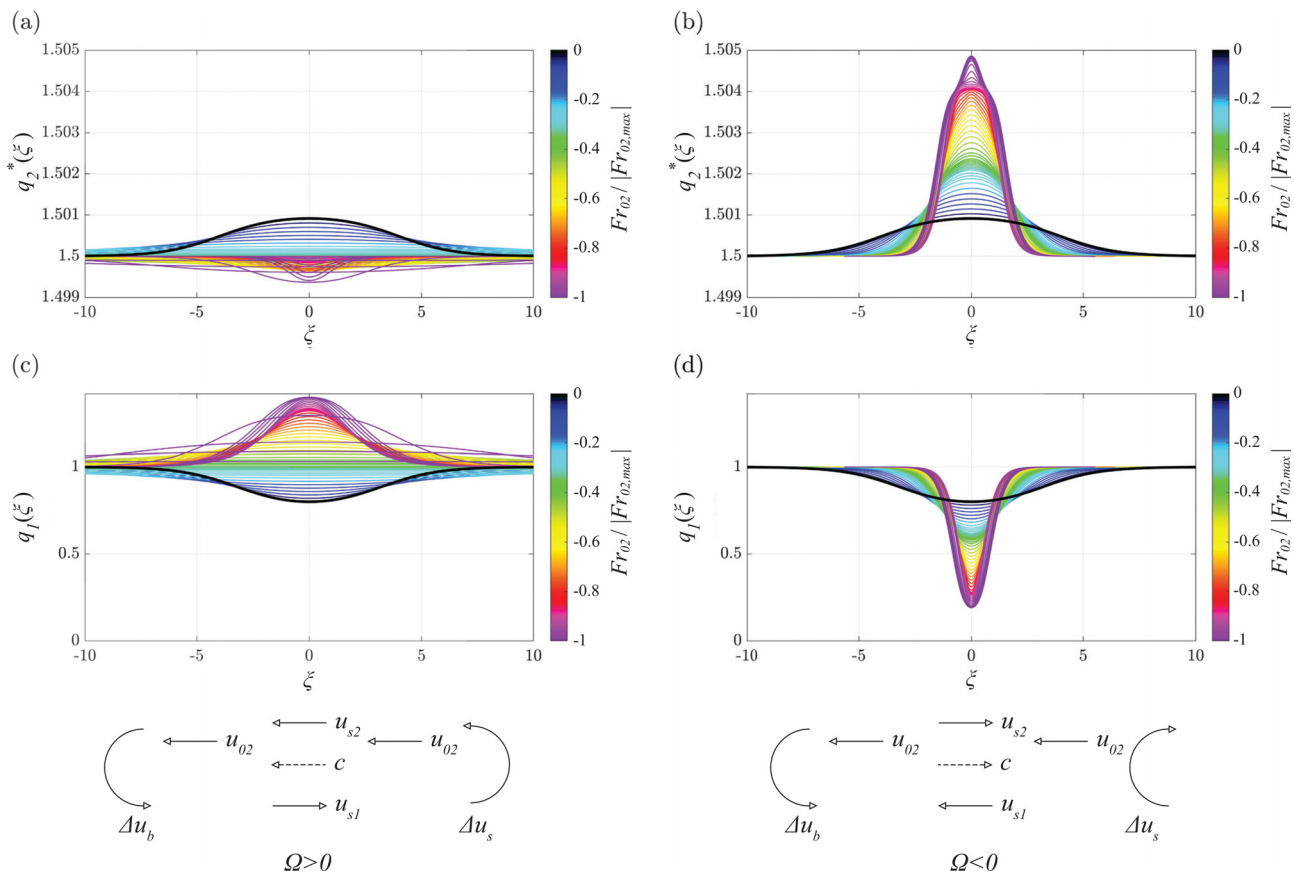 (a)
1.505
1.504
1.503
1.502
1.501
1.5
1.499
q2*(ξ)
-10 -5 0 5 10
ξ
0
-0.2
-0.4
-0.6
-0.8
-1
Fr02 / |Fr02,max|
(b)
1.505
1.504
1.503
1.502
1.501
1.5
1.499
q2*(ξ)
-10 -5 0 5 10
ξ
0
-0.2
-0.4
-0.6
-0.8
-1
Fr02 / |Fr02,max|
(c)
1
0.5
0
q1(ξ)
-10 -5 0 5 10
ξ
0
-0.2
-0.4
-0.6
-0.8
-1
Fr02 / |Fr02,max|
(d)
1
0.5
0
q1(ξ)
-10 -5 0 5 10
ξ
0
-0.2
-0.4
-0.6
-0.8
-1
Fr02 / |Fr02,max|
us2
u02 u02
c
us1
Δub Δus
Ω>0
us2
u02 u02
c
us1
Δub Δus
Ω<0